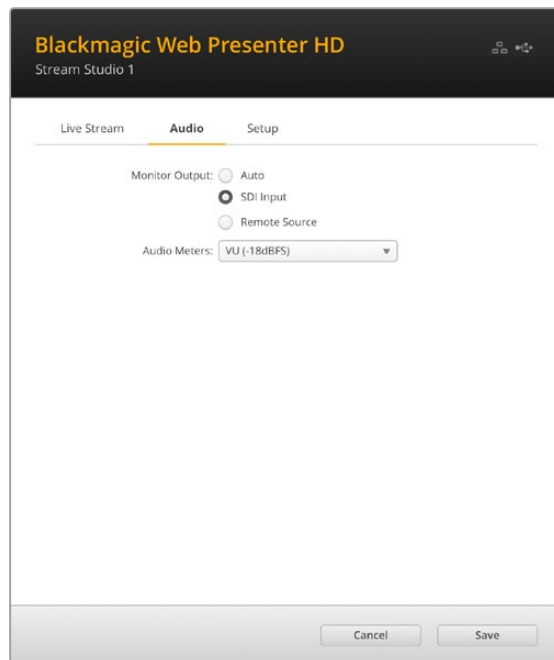 Blackmagic Web Presenter HD
Stream Studio 1
Live Stream Audio Setup
Monitor Output: Auto
SDI Input
Remote Source
Audio Meters: VU (-18dBFS)
Cancel Save